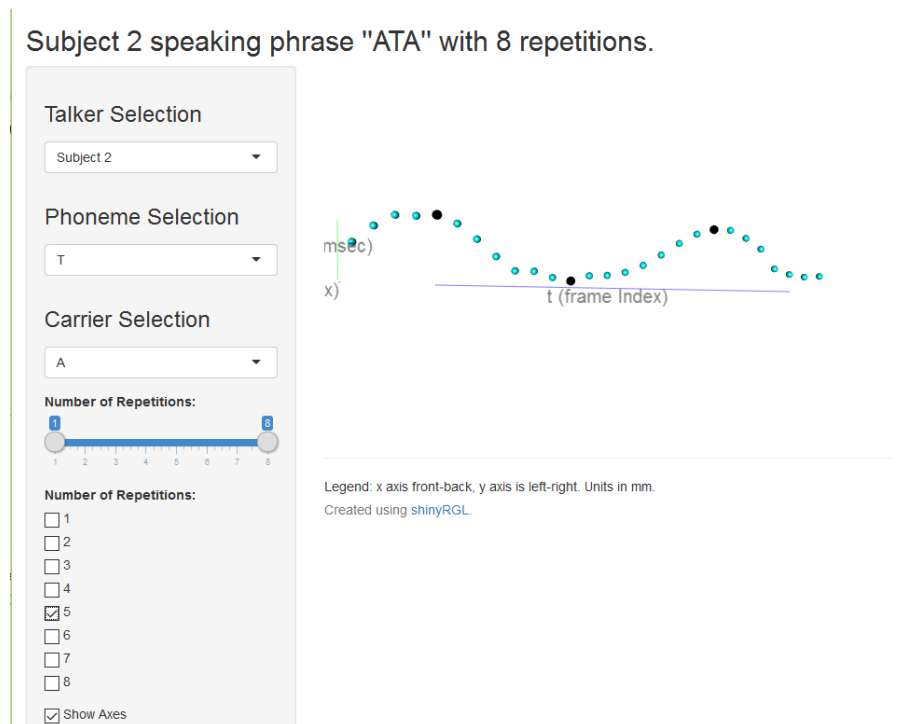 Subject 2 speaking phrase "ATA" with 8 repetitions.
Talker Selection
Subject 2
Phoneme Selection
T
Carrier Selection
A
Number of Repetitions:
1 8
1 2 3 4 5 6 7 8
Number of Repetitions:
1
2
3
4
5
6
7
8
Show Axes
msec)
x)
t (frame Index)
Legend: x axis front-back, y axis is left-right. Units in mm.
Created using shinyRGL.